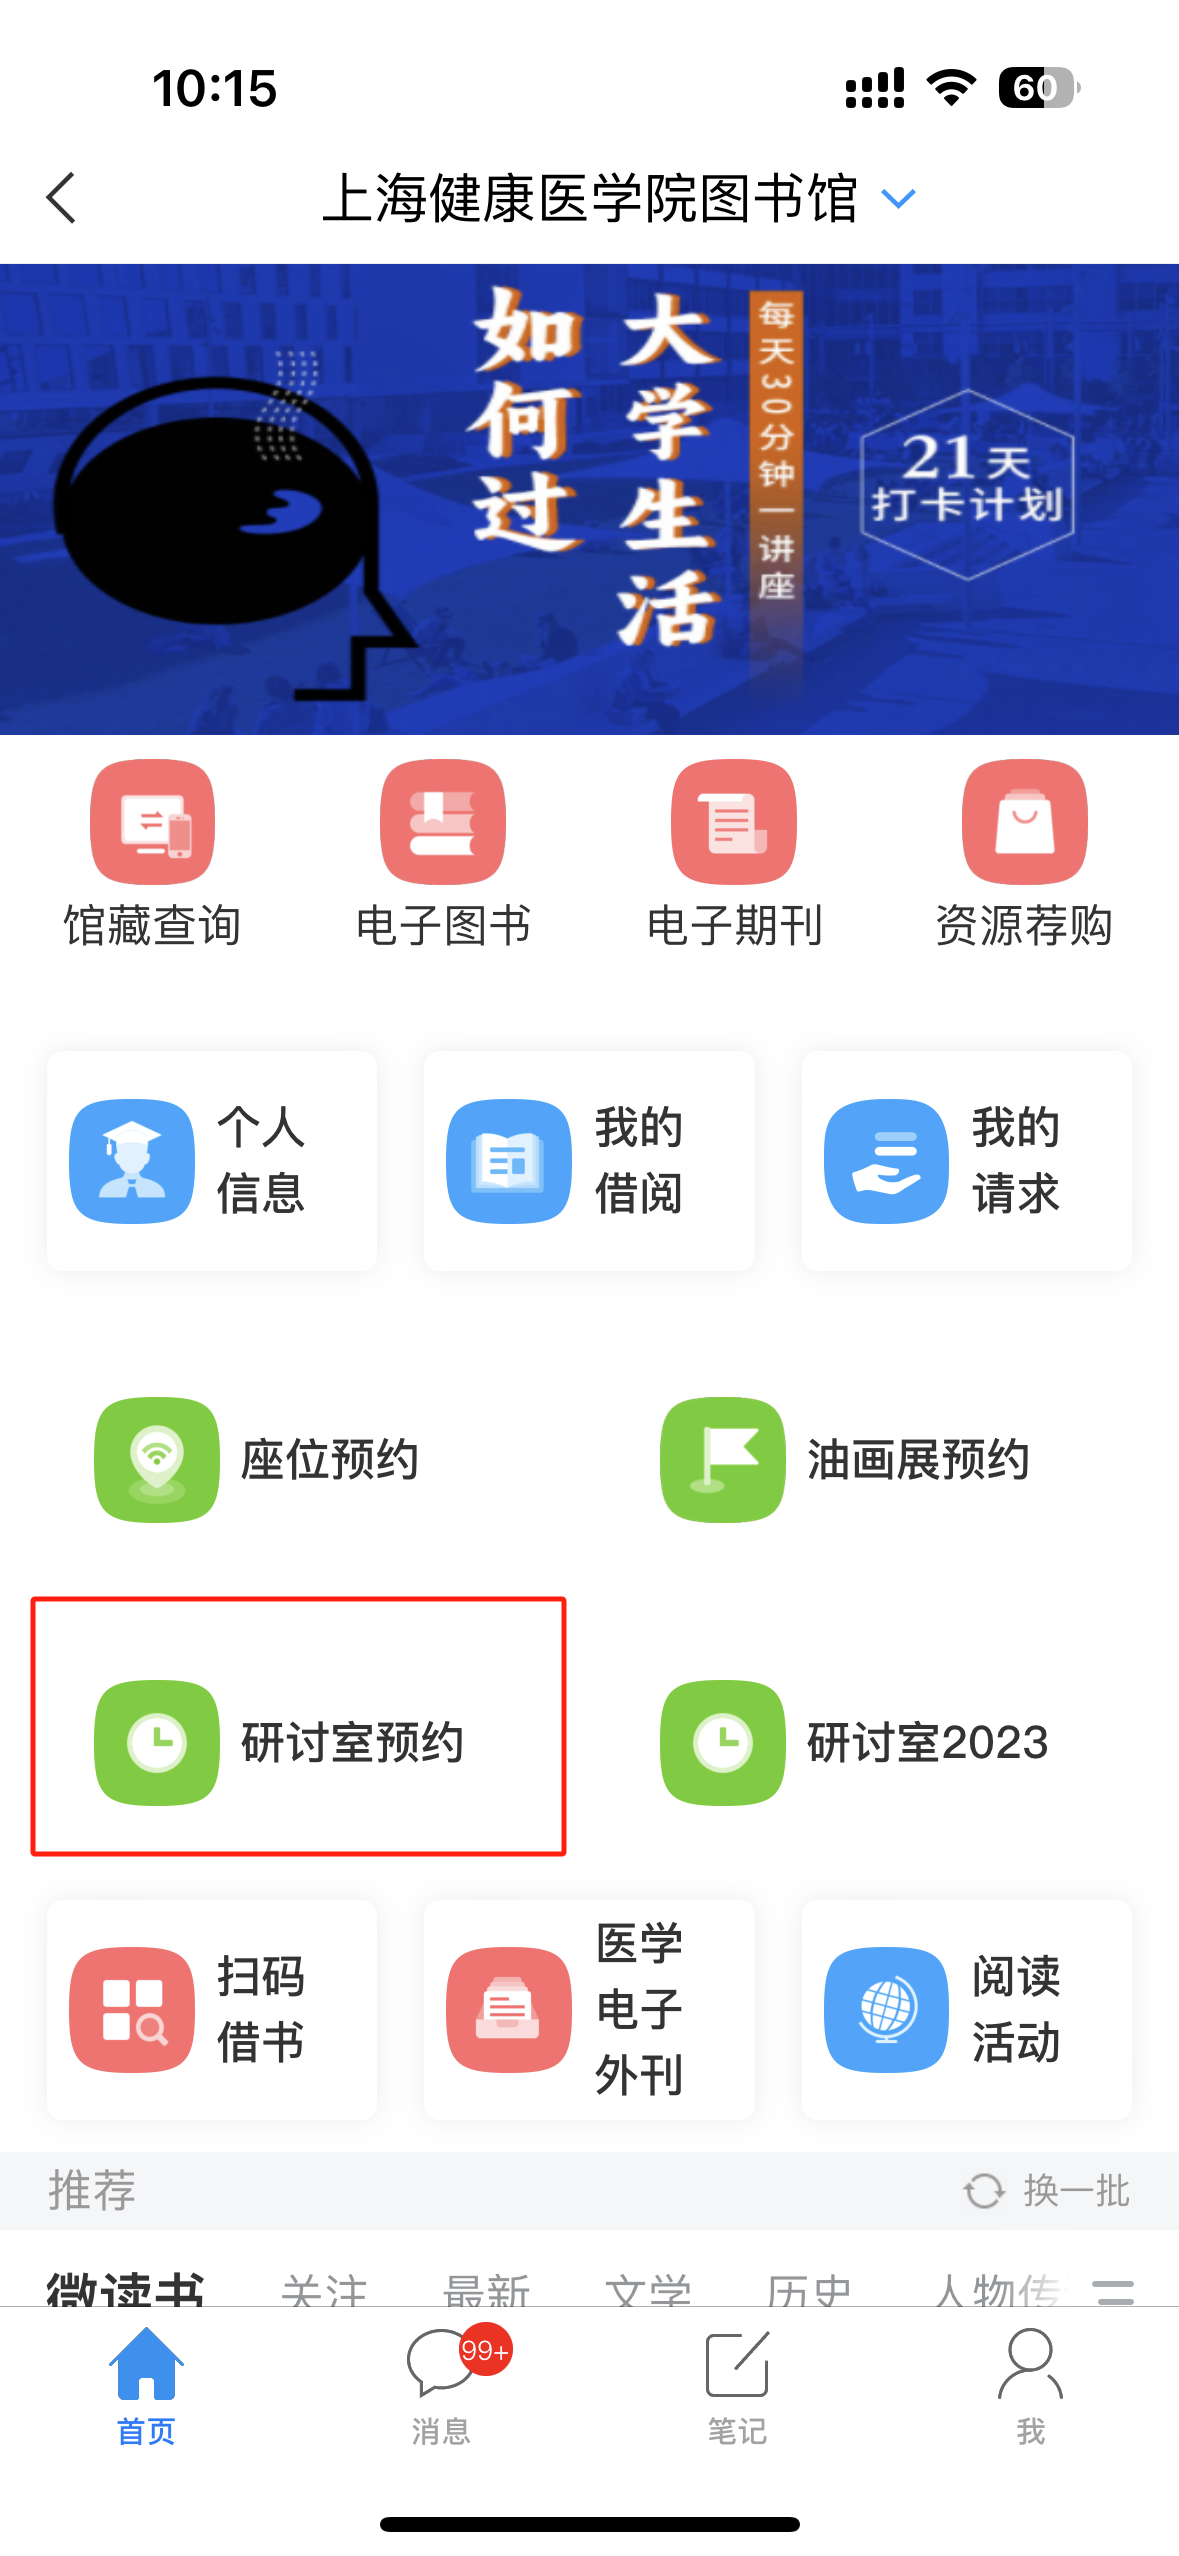 10:15
60
上海健康医学院图书馆
大学生活
如何过
每天30分钟一讲座
21天
打卡计划
馆藏查询
电子图书
电子期刊
资源荐购
个人
信息
我的
借阅
我的
请求
座位预约
油画展预约
研讨室预约
研讨室2023
扫码
借书
医学
电子
外刊
阅读
活动
推荐
换一批
微读书
关注
最新
文学
历史
人物传
99+
首页
消息
笔记
我